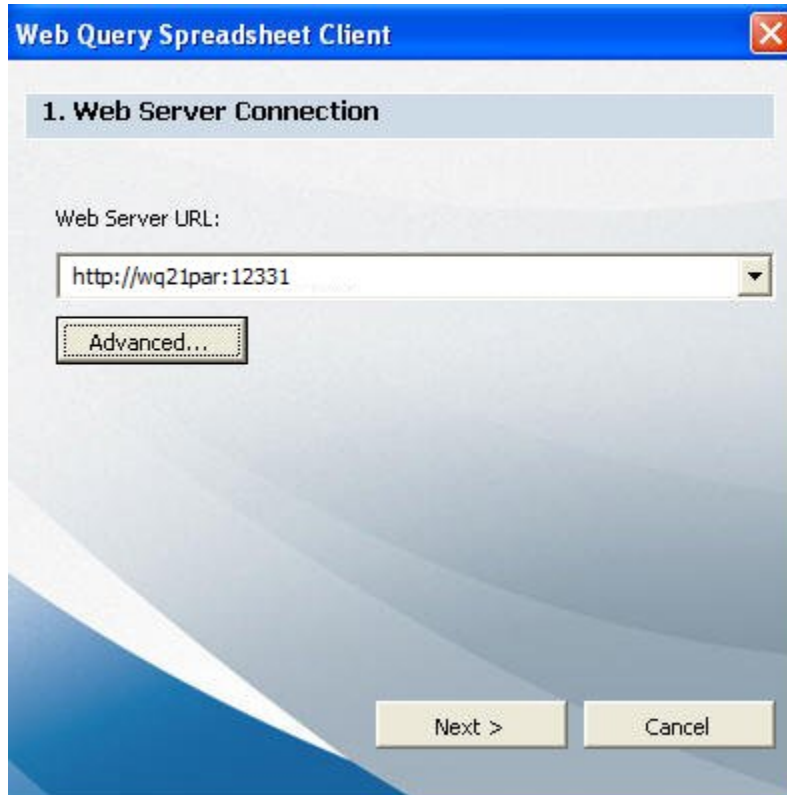 Web Query Spreadsheet Client
1. Web Server Connection
Web Server URL:
http://wq21par:12331
Advanced...
Next > Cancel